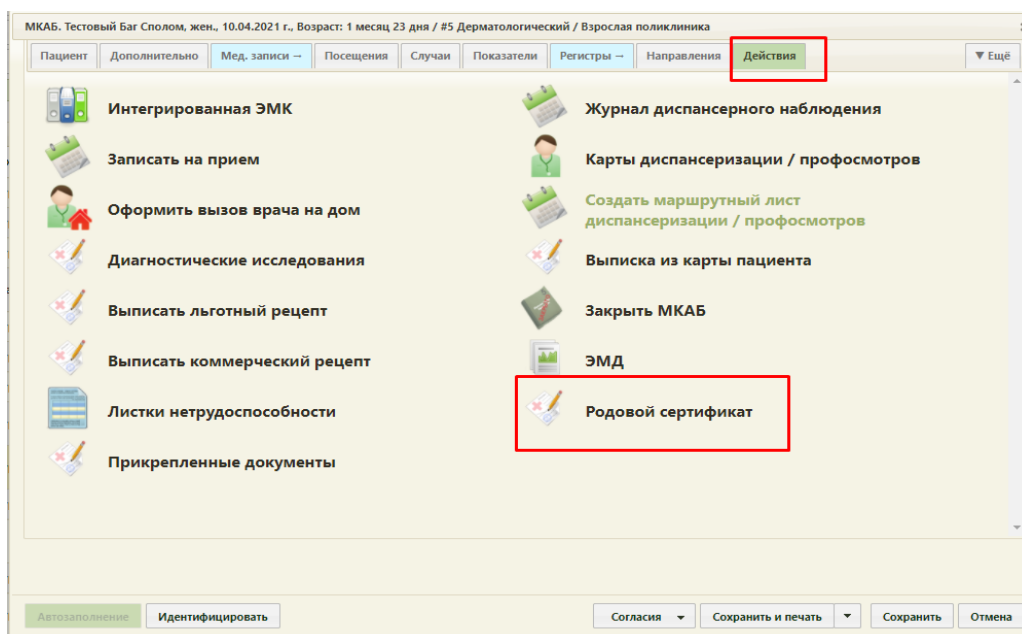 МКАБ. Тестовый Баг Сполом, жен., 10.04.2021 г., Возраст: 1 месяц 23 дня / #5 Дерматологический / Взрослая поликлиника
Пациент Дополнительно Мед. записи → Посещения Случаи Показатели Регистры → Направления Действия ▼ Ещё
Интегрированная ЭМК
Журнал диспансерного наблюдения
Записать на прием
Карты диспансеризации / профосмотров
Оформить вызов врача на дом
Создать маршрутный лист
диспансеризации / профосмотров
Диагностические исследования
Выписка из карты пациента
Выписать льготный рецепт
Закрыть МКАБ
Выписать коммерческий рецепт
ЭМД
Листки нетрудоспособности
Родовой сертификат
Прикрепленные документы
Автозаполнение Идентифицировать Согласия Сохранить и печать Сохранить Отмена